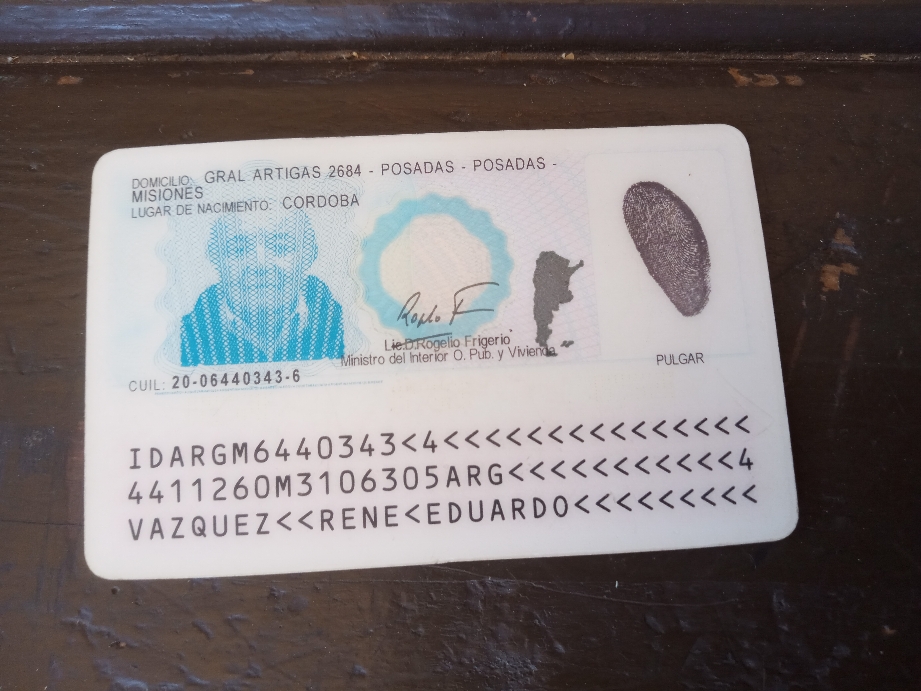 DOMICILIO: GRAL ARTIGAS 2684 - POSADAS - POSADAS -
MISIONES
LUGAR DE NACIMIENTO: CORDOBA
Lic.D.Rogelio Frigerio
Ministro del Interior O. Pub. y Vivienda
PULGAR
CUIL: 20-06440343-6
IDARGM6440343<4<<<<<<<<<<<<<<<
4411260M3106305ARG<<<<<<<<<<<4
VAZQUEZ<<RENE<EDUARDO<<<<<<<<<